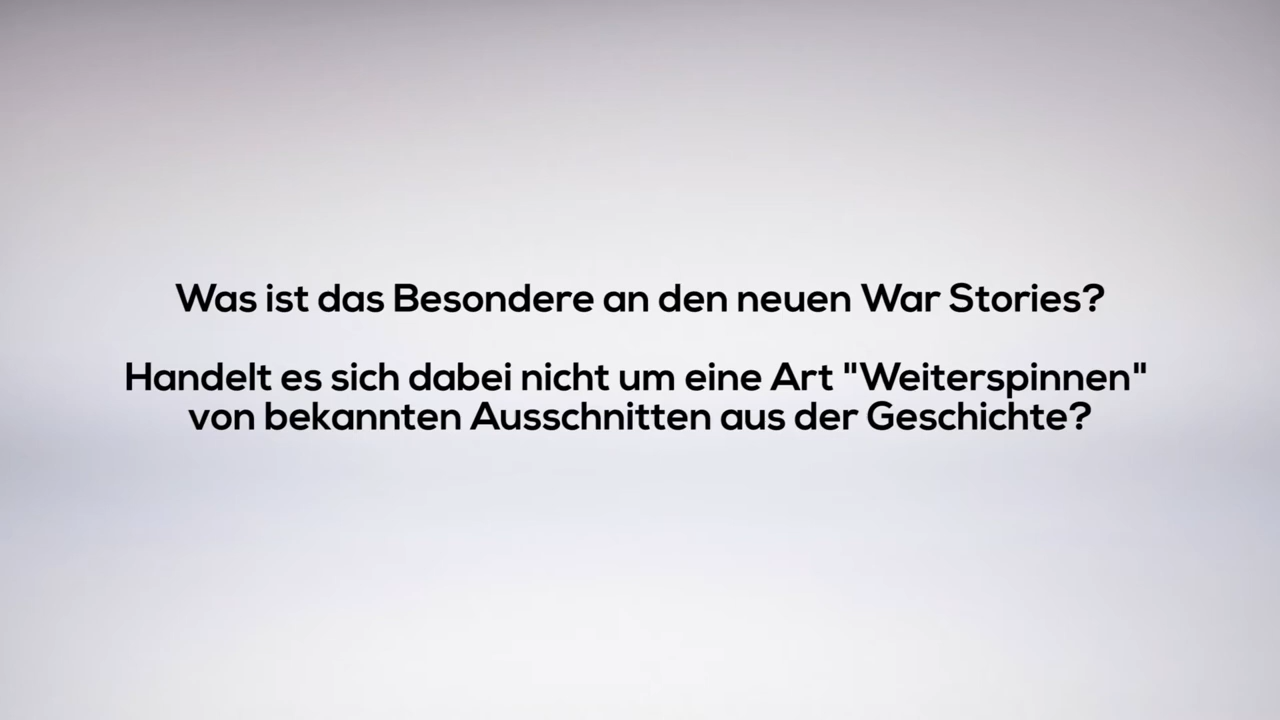 Was ist das Besondere an den neuen War Stories?
Handelt es sich dabei nicht um eine Art "Weiterspinnen"
von bekannten Ausschnitten aus der Geschichte?